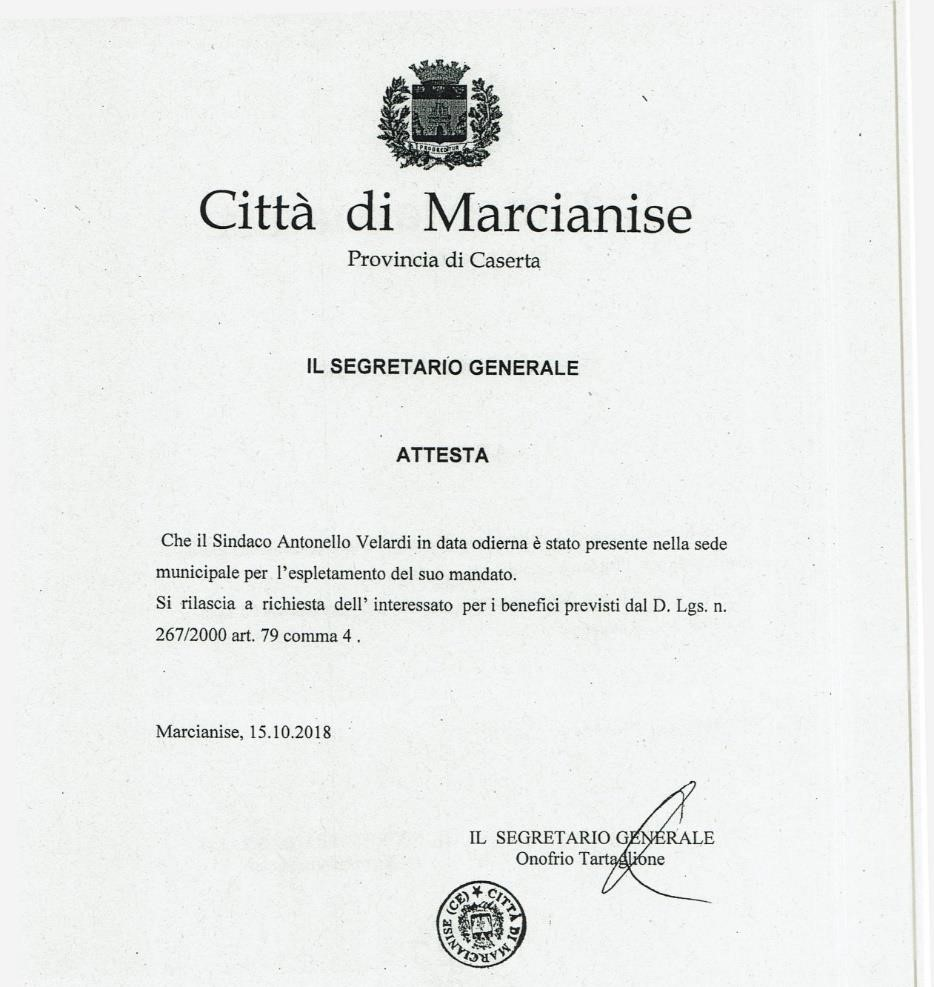 PROGREDITUR
Città di Marcianise
Provincia di Caserta
IL SEGRETARIO GENERALE
ATTESTA
Che il Sindaco Antonello Velardi in data odierna è stato presente nella sede
municipale per l'espletamento del suo mandato.
Si rilascia a richiesta dell' interessato per i benefici previsti dal D. Lgs. n.
267/2000 art. 79 comma 4 .
Marcianise, 15.10.2018
IL SEGRETARIO GENERALE
Onofrio Tartaglione
★ CITTÀ DI MARCIANISE (CE)